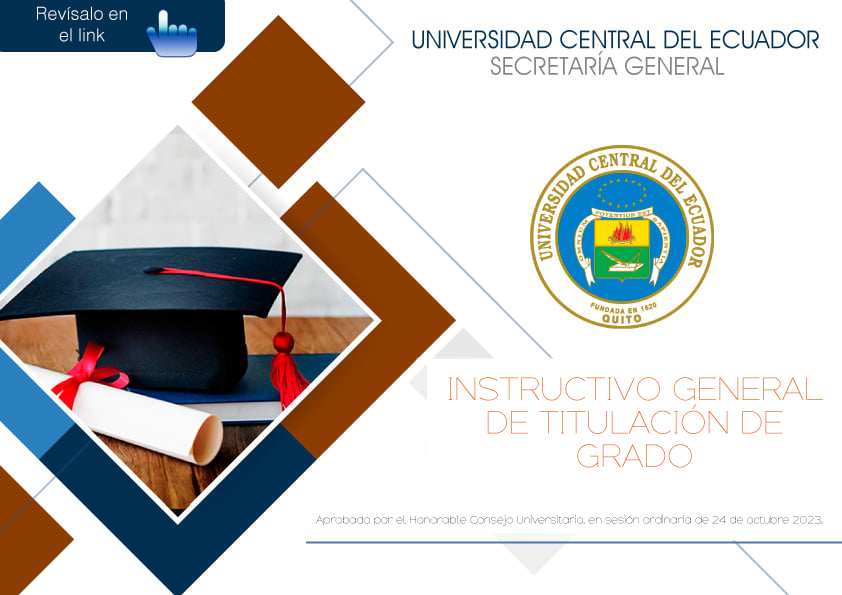 Revísalo en
el link
UNIVERSIDAD CENTRAL DEL ECUADOR
SECRETARÍA GENERAL
UNIVERSIDAD CENTRAL DEL ECUADOR
OMNIUM POTENTIOR EST SAPIENTIA
FUNDADA EN 1620
QUITO
INSTRUCTIVO GENERAL
DE TITULACIÓN DE
GRADO
Aprobado por el Honorable Consejo Universitario, en sesión ordinaria de 24 de octubre 2023.